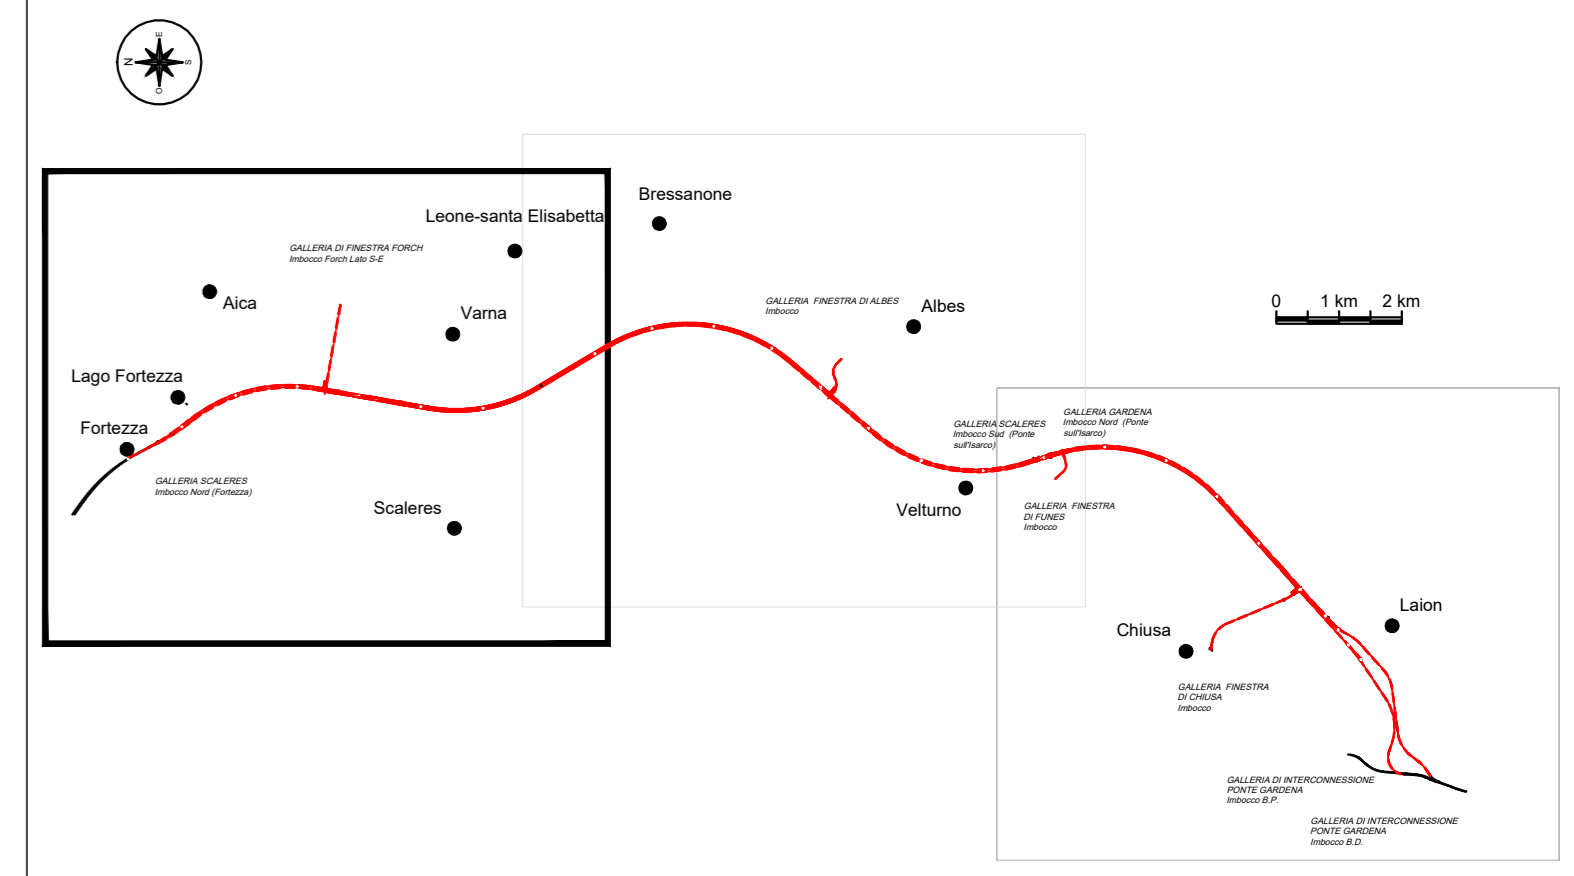 E
N
S
O
Bressanone
Leone-santa Elisabetta
GALLERIA DI FINESTRA FORCH
Imbocco Forch Lato S-E
Aica
Varna
GALLERIA FINESTRA DI ALBES
Imbocco
Albes
0 1 km 2 km
Lago Fortezza
Fortezza
GALLERIA SCALERES
Imbocco Nord (Fortezza)
Scaleres
GALLERIA SCALERES
Imbocco Sud (Ponte
sull'Isarco)
GALLERIA GARDENA
Imbocco Nord (Ponte
sull'Isarco)
Velturno
GALLERIA FINESTRA
DI FUNES
Imbocco
Laion
Chiusa
GALLERIA FINESTRA
DI CHIUSA
Imbocco
GALLERIA DI INTERCONNESSIONE
PONTE GARDENA
Imbocco B.P.
GALLERIA DI INTERCONNESSIONE
PONTE GARDENA
Imbocco B.D.